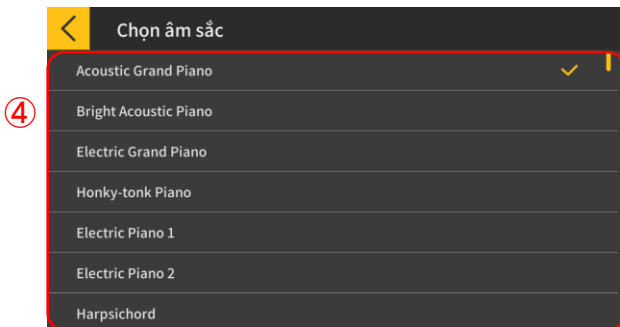 Chọn âm sắc
Acoustic Grand Piano
④
Bright Acoustic Piano
Electric Grand Piano
Honky-tonk Piano
Electric Piano 1
Electric Piano 2
Harpsichord